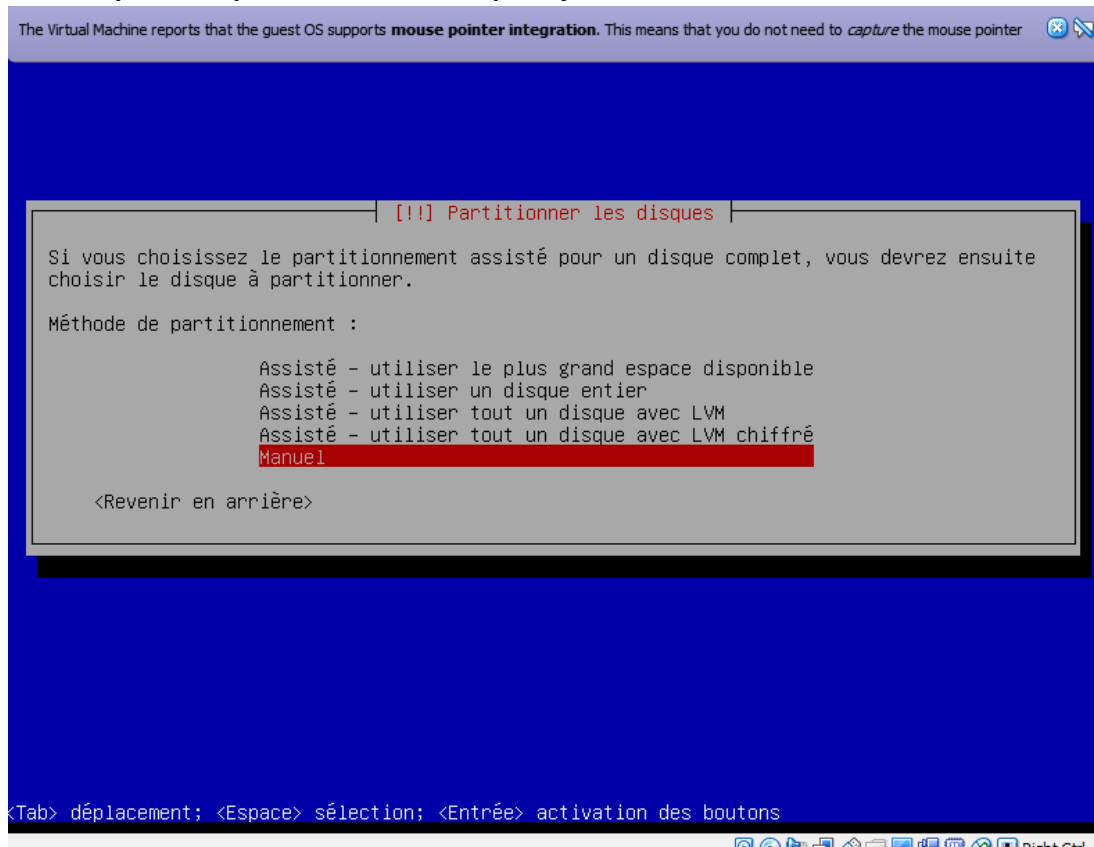 The Virtual Machine reports that the guest OS supports mouse pointer integration. This means that you do not need to capture the mouse pointer
[!!] Partitionner les disques
Si vous choisissez le partitionnement assisté pour un disque complet, vous devrez ensuite
choisir le disque à partitionner.
Méthode de partitionnement :
Assisté – utiliser le plus grand espace disponible
Assisté – utiliser un disque entier
Assisté – utiliser tout un disque avec LVM
Assisté – utiliser tout un disque avec LVM chiffré
Manuel
<Revenir en arrière>
<Tab> déplacement; <Espace> sélection; <Entrée> activation des boutons
Right Ctrl